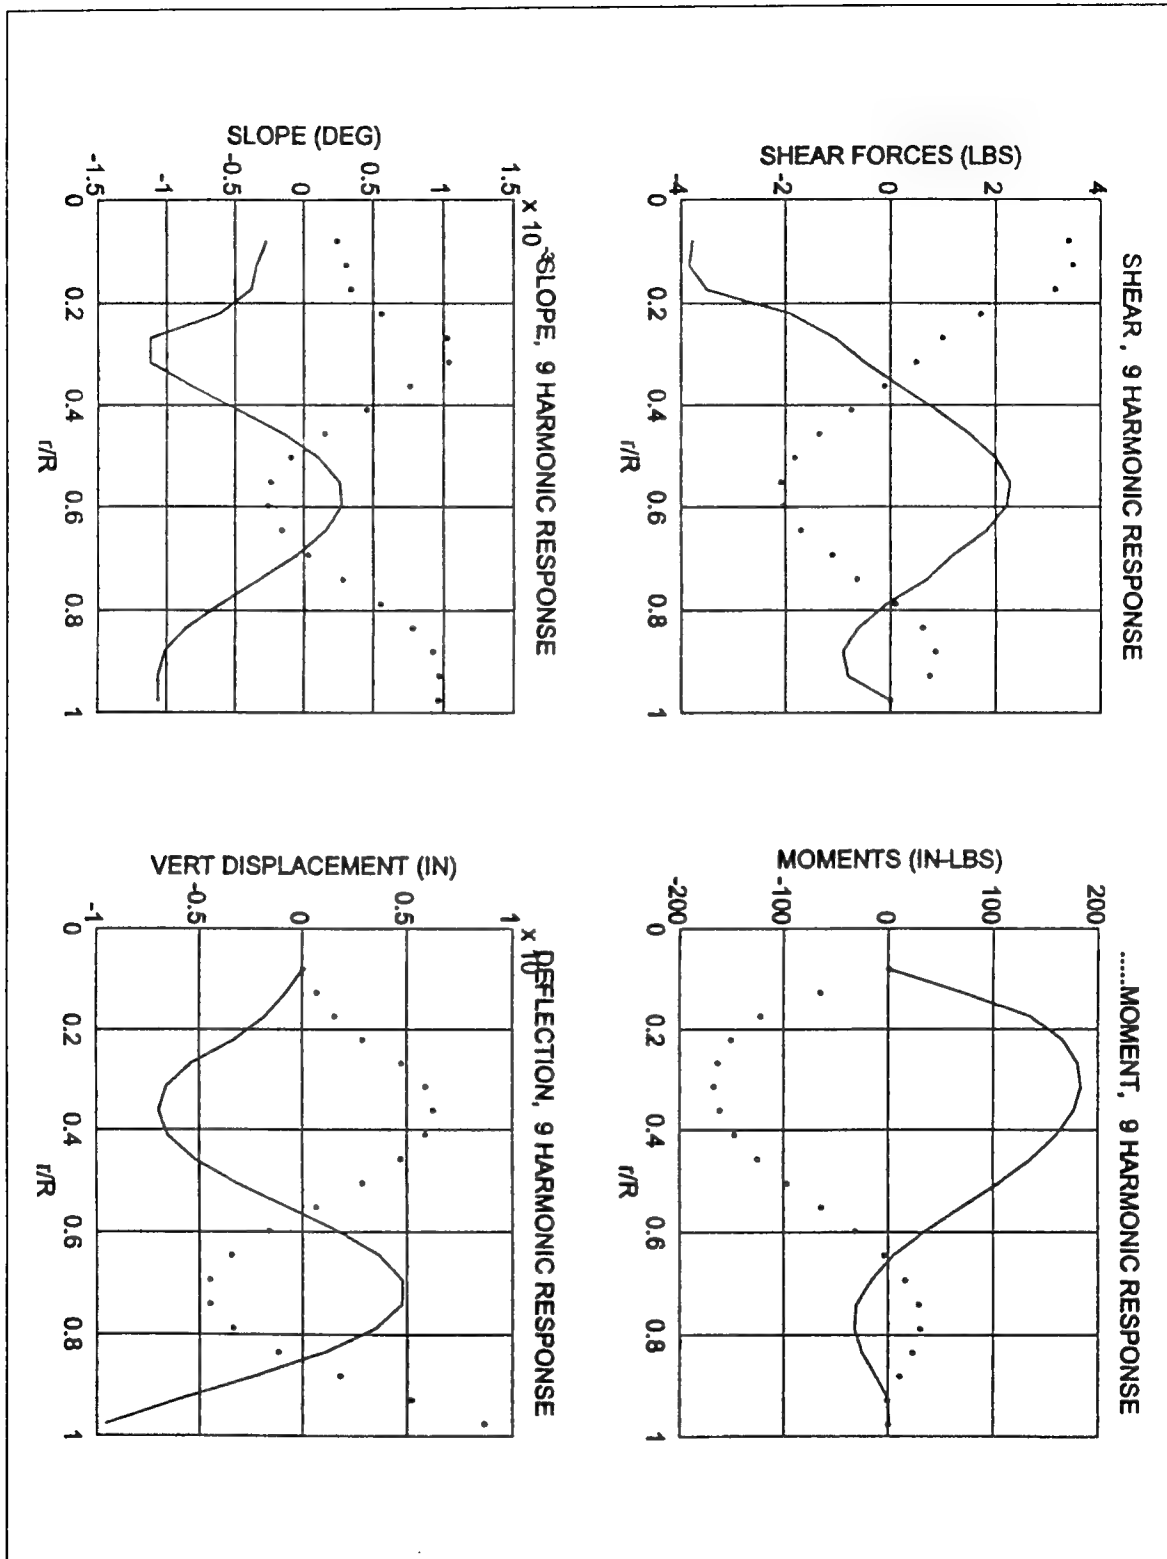 SHEAR , 9 HARMONIC RESPONSE
SHEAR FORCES (LBS)
4
2
0
-2
-4
0 0.2 0.4 0.6 0.8 1
r/R
......MOMENT, 9 HARMONIC RESPONSE
MOMENTS (IN-LBS)
200
100
0
-100
-200
0 0.2 0.4 0.6 0.8 1
r/R
x 10-3 SLOPE, 9 HARMONIC RESPONSE
SLOPE (DEG)
1.5
1
0.5
0
-0.5
-1
-1.5
0 0.2 0.4 0.6 0.8 1
r/R
x 10 DEFLECTION, 9 HARMONIC RESPONSE
VERT DISPLACEMENT (IN)
1
0.5
0
-0.5
-1
0 0.2 0.4 0.6 0.8 1
r/R